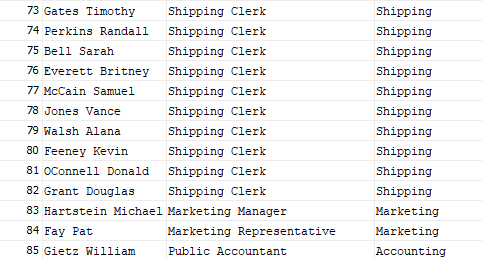 73 Gates Timothy Shipping Clerk Shipping
74 Perkins Randall Shipping Clerk Shipping
75 Bell Sarah Shipping Clerk Shipping
76 Everett Britney Shipping Clerk Shipping
77 McCain Samuel Shipping Clerk Shipping
78 Jones Vance Shipping Clerk Shipping
79 Walsh Alana Shipping Clerk Shipping
80 Feeney Kevin Shipping Clerk Shipping
81 OConnell Donald Shipping Clerk Shipping
82 Grant Douglas Shipping Clerk Shipping
83 Hartstein Michael Marketing Manager Marketing
84 Fay Pat Marketing Representative Marketing
85 Gietz William Public Accountant Accounting